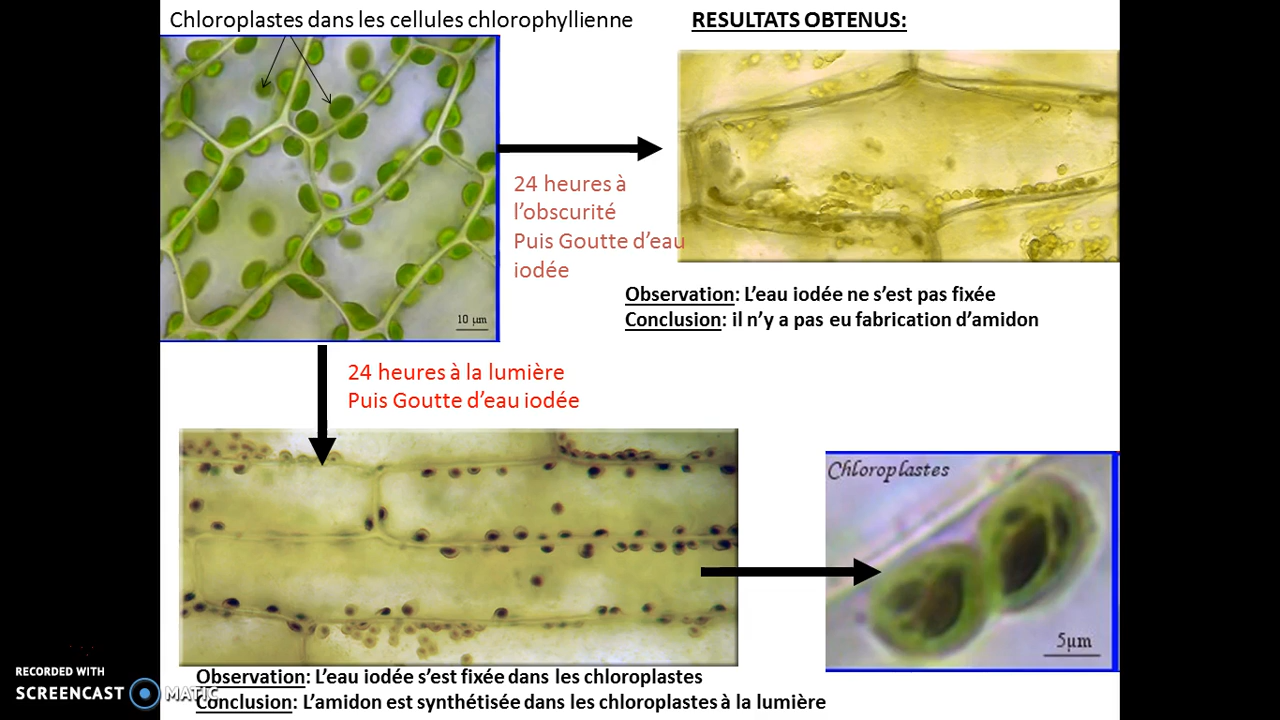 Chloroplastes dans les cellules chlorophyllienne
RESULTATS OBTENUS:
10 µm
24 heures à
l’obscurité
Puis Goutte d’eau
iodée
Observation: L’eau iodée ne s’est pas fixée
Conclusion: il n’y a pas eu fabrication d’amidon
24 heures à la lumière
Puis Goutte d’eau iodée
Chloroplastes
5µm
Observation: L’eau iodée s’est fixée dans les chloroplastes
Conclusion: L’amidon est synthétisée dans les chloroplastes à la lumière
RECORDED WITH
SCREENCAST MATIC